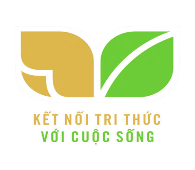 KẾT NỐI TRI THỨC
VỚI CUỘC SỐNG